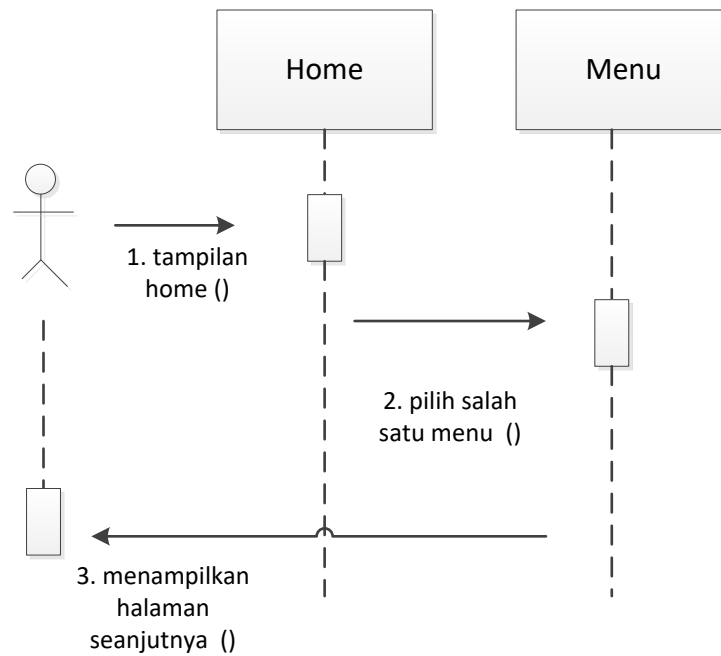 Home
Menu
1. tampilan
home ()
2. pilih salah
satu menu  ()
3. menampilkan
halaman
seanjutnya  ()